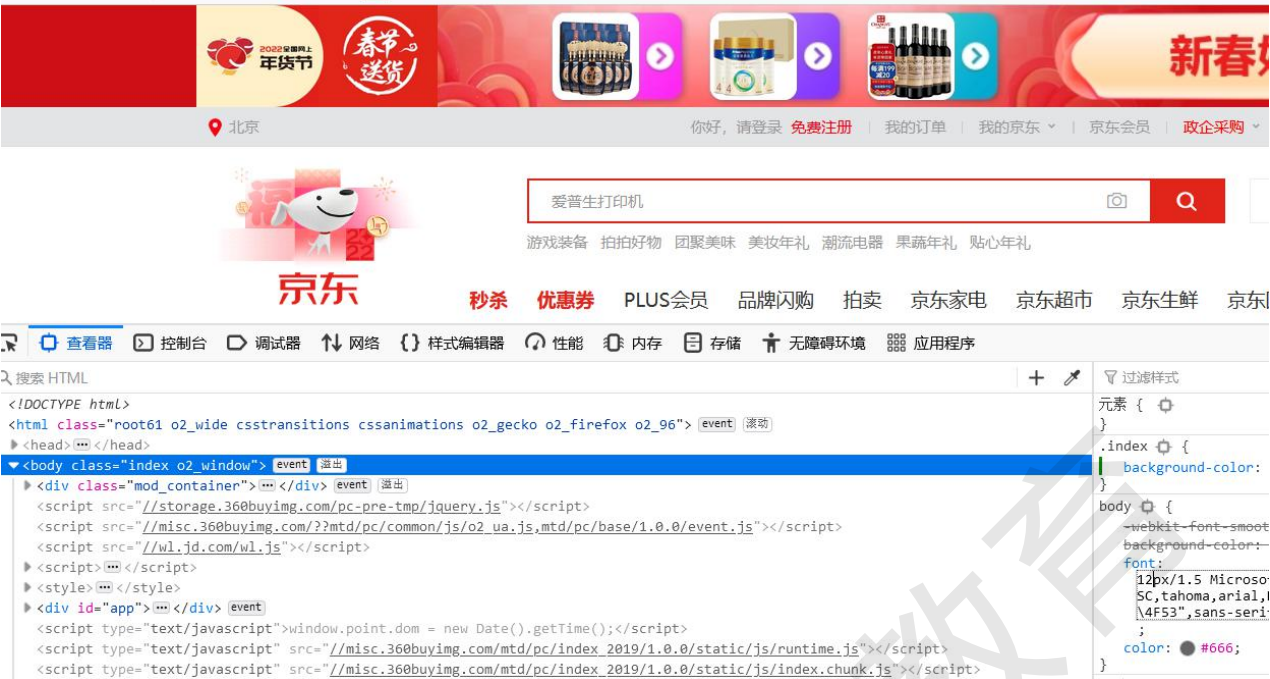 2022全国网上
年货节
春节
送货
新春
北京
你好，请登录 免费注册 我的订单 我的京东 京东会员 政企采购
爱普生打印机
游戏装备 拍拍好物 团聚美味 美妆年礼 潮流电器 果蔬年礼 贴心年礼
京东
秒杀 优惠券 PLUS会员 品牌闪购 拍卖 京东家电 京东超市 京东生鲜 京东
查看器 控制台 调试器 网络 {} 样式编辑器 性能 内存 存储 无障碍环境 应用程序
搜索 HTML
<!DOCTYPE html>
<html class="root61 o2_wide csstransitions cssanimations o2_gecko o2_firefox o2_96"> event 滚动
<head>⋯</head>
<body class="index o2_window"> event 溢出
<div class="mod_container">⋯</div> event 溢出
<script src="//storage.360buyimg.com/pc-pre-tmp/jquery.js"></script>
<script src="//misc.360buyimg.com/??mtd/pc/common/js/o2_ua.js,mtd/pc/base/1.0.0/event.js"></script>
<script src="//wl.jd.com/wl.js"></script>
<script>⋯</script>
<style>⋯</style>
<div id="app">⋯</div> event
<script type="text/javascript">window.point.dom = new Date().getTime();</script>
<script type="text/javascript" src="//misc.360buyimg.com/mtd/pc/index_2019/1.0.0/static/js/runtime.js"></script>
<script type="text/javascript" src="//misc.360buyimg.com/mtd/pc/index_2019/1.0.0/static/js/index.chunk.js"></script>
过滤样式
元素 {
}
.index {
background-color:
}
body {
-webkit-font-smoot
background-color:
font:
12px/1.5 Microso
SC,tahoma,arial,
\4F53",sans-seri
;
color: #666;
}
教育